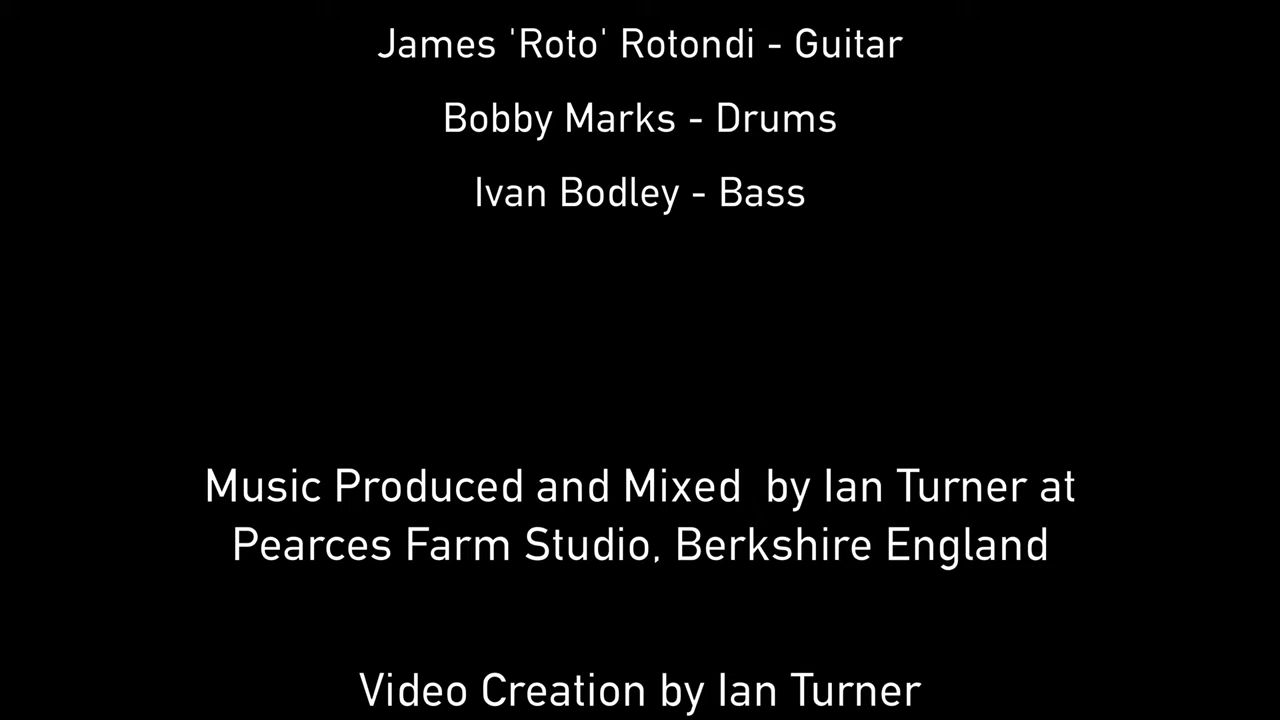 James 'Roto' Rotondi - Guitar
Bobby Marks - Drums
Ivan Bodley - Bass
Music Produced and Mixed  by Ian Turner at
Pearces Farm Studio, Berkshire England
Video Creation by Ian Turner